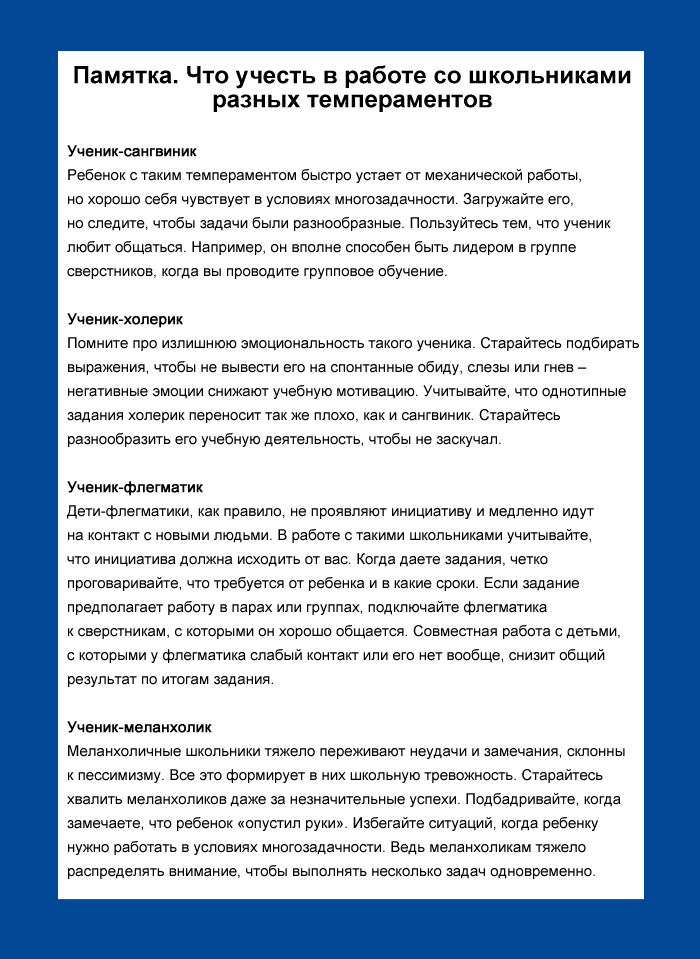 Памятка. Что учесть в работе со школьниками
разных темпераментов
Ученик-сангвиник
Ребенок с таким темпераментом быстро устает от механической работы,
но хорошо себя чувствует в условиях многозадачности. Загружайте его,
но следите, чтобы задачи были разнообразные. Пользуйтесь тем, что ученик
любит общаться. Например, он вполне способен быть лидером в группе
сверстников, когда вы проводите групповое обучение.
Ученик-холерик
Помните про излишнюю эмоциональность такого ученика. Старайтесь подбирать
выражения, чтобы не вывести его на спонтанные обиду, слезы или гнев –
негативные эмоции снижают учебную мотивацию. Учитывайте, что однотипные
задания холерик переносит так же плохо, как и сангвиник. Старайтесь
разнообразить его учебную деятельность, чтобы не заскучал.
Ученик-флегматик
Дети-флегматики, как правило, не проявляют инициативу и медленно идут
на контакт с новыми людьми. В работе с такими школьниками учитывайте,
что инициатива должна исходить от вас. Когда даете задания, четко
проговаривайте, что требуется от ребенка и в какие сроки. Если задание
предполагает работу в парах или группах, подключайте флегматика
к сверстникам, с которыми он хорошо общается. Совместная работа с детьми,
с которыми у флегматика слабый контакт или его нет вообще, снизит общий
результат по итогам задания.
Ученик-меланхолик
Меланхоличные школьники тяжело переживают неудачи и замечания, склонны
к пессимизму. Все это формирует в них школьную тревожность. Старайтесь
хвалить меланхоликов даже за незначительные успехи. Подбадривайте, когда
замечаете, что ребенок «опустил руки». Избегайте ситуаций, когда ребенку
нужно работать в условиях многозадачности. Ведь меланхоликам тяжело
распределять внимание, чтобы выполнять несколько задач одновременно.